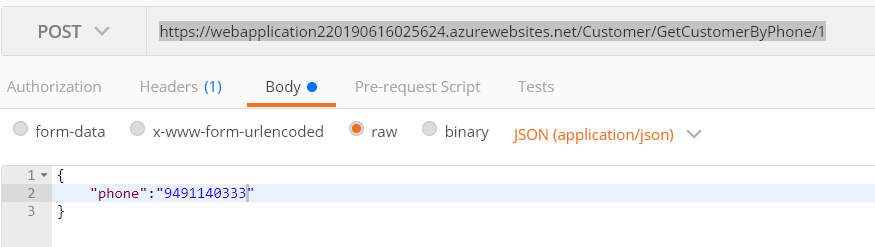 POST https://webapplication220190616025624.azurewebsites.net/Customer/GetCustomerByPhone/1
Authorization Headers (1) Body Pre-request Script Tests
form-data x-www-form-urlencoded raw binary JSON (application/json)
1 {
2 "phone":"9491140333"
3 }